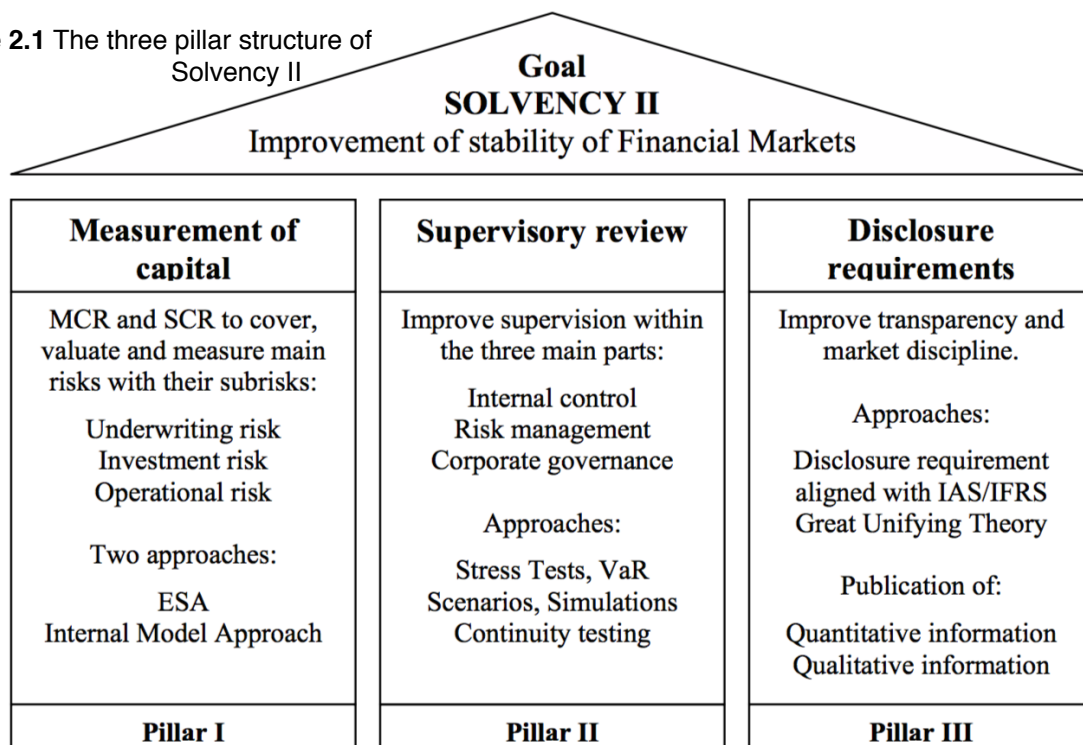 2.1 The three pillar structure of
Solvency II
Goal
SOLVENCY II
Improvement of stability of Financial Markets
Measurement of
capital
MCR and SCR to cover,
valuate and measure main
risks with their subrisks:
Underwriting risk
Investment risk
Operational risk
Two approaches:
ESA
Internal Model Approach
Pillar I
Supervisory review
Improve supervision within
the three main parts:
Internal control
Risk management
Corporate governance
Approaches:
Stress Tests, VaR
Scenarios, Simulations
Continuity testing
Pillar II
Disclosure
requirements
Improve transparency and
market discipline.
Approaches:
Disclosure requirement
aligned with IAS/IFRS
Great Unifying Theory
Publication of:
Quantitative information
Qualitative information
Pillar III